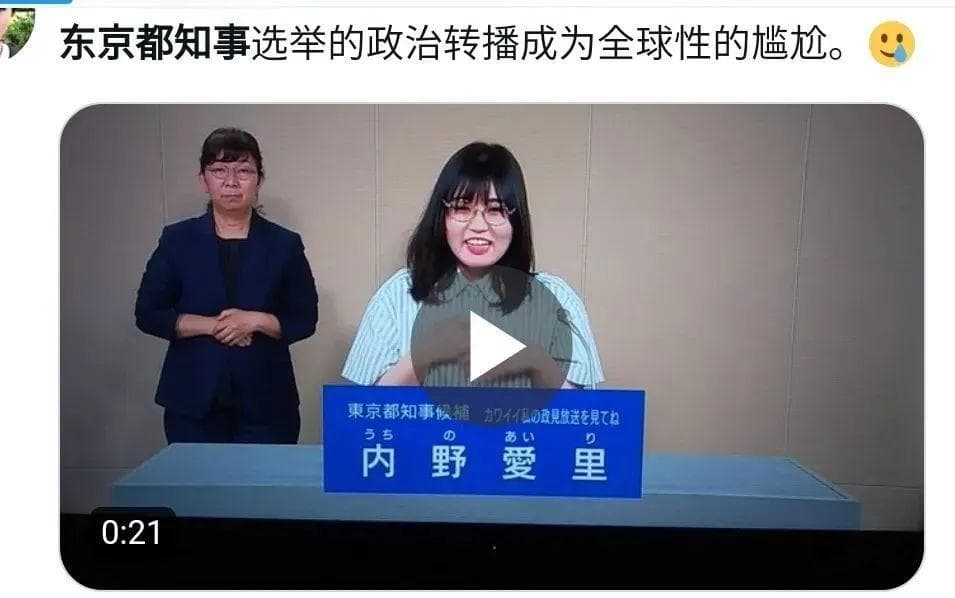 东京都知事选举的政治转播成为全球性的尴尬。🥲
東京都知事候補 カワイイ私の政見放送を見てね
うち の あい り
内野愛里
0:21